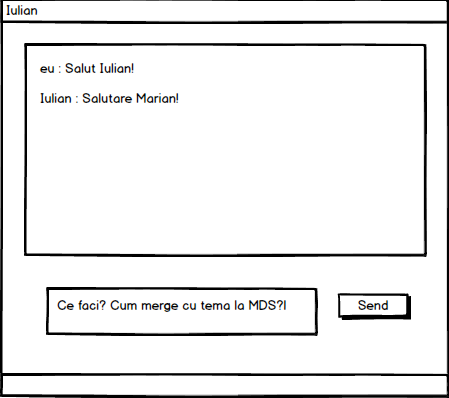 Iulian
eu : Salut Iulian!
Iulian : Salutare Marian!
Ce faci? Cum merge cu tema la MDS?|
Send